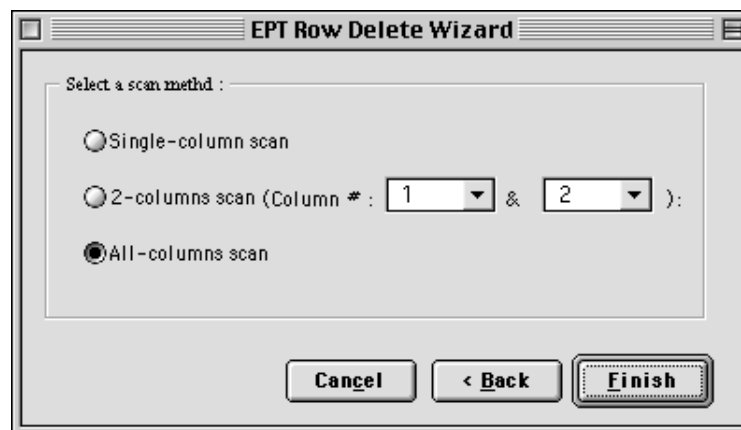 EPT Row Delete Wizard
Select a scan methd :
Single-column scan
2-columns scan (Column # : 1 & 2 ):
All-columns scan
Cancel < Back Finish